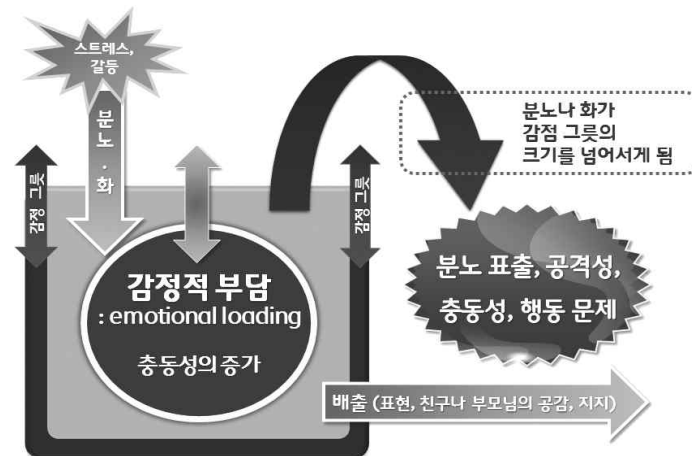 스트레스,
갈등
분노 . 화
감정 그릇
감정 그릇
분노나 화가
감점 그릇의
크기를 넘어서게 됨
감정적 부담
: emotional loading
충동성의 증가
분노 표출, 공격성,
충동성, 행동 문제
배출 (표현, 친구나 부모님의 공감, 지지)